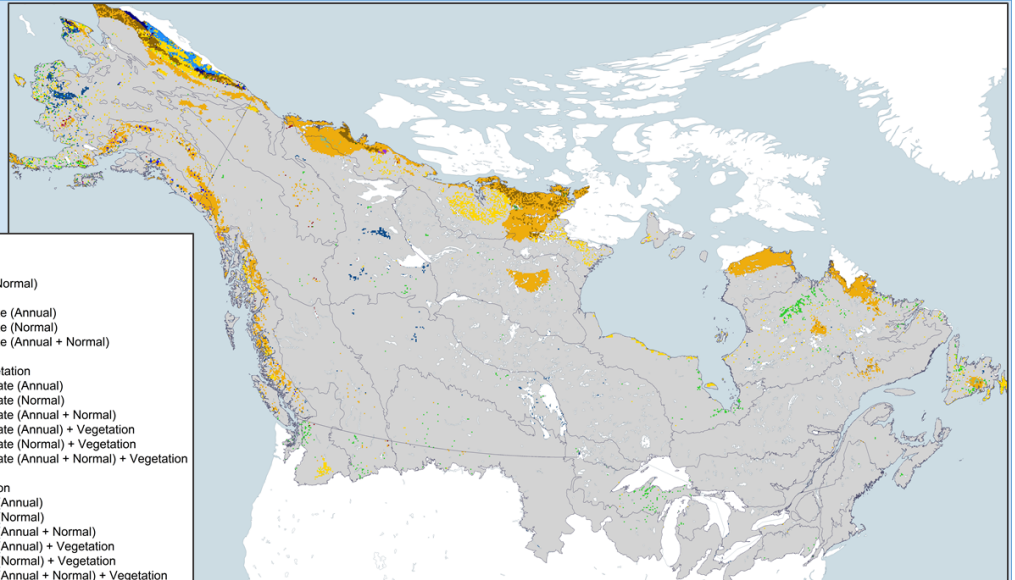 Normal)
e (Annual)
e (Normal)
e (Annual + Normal)
etation
ate (Annual)
ate (Normal)
ate (Annual + Normal)
ate (Annual) + Vegetation
ate (Normal) + Vegetation
ate (Annual + Normal) + Vegetation
on
(Annual)
(Normal)
(Annual + Normal)
(Annual) + Vegetation
(Normal) + Vegetation
(Annual + Normal) + Vegetation